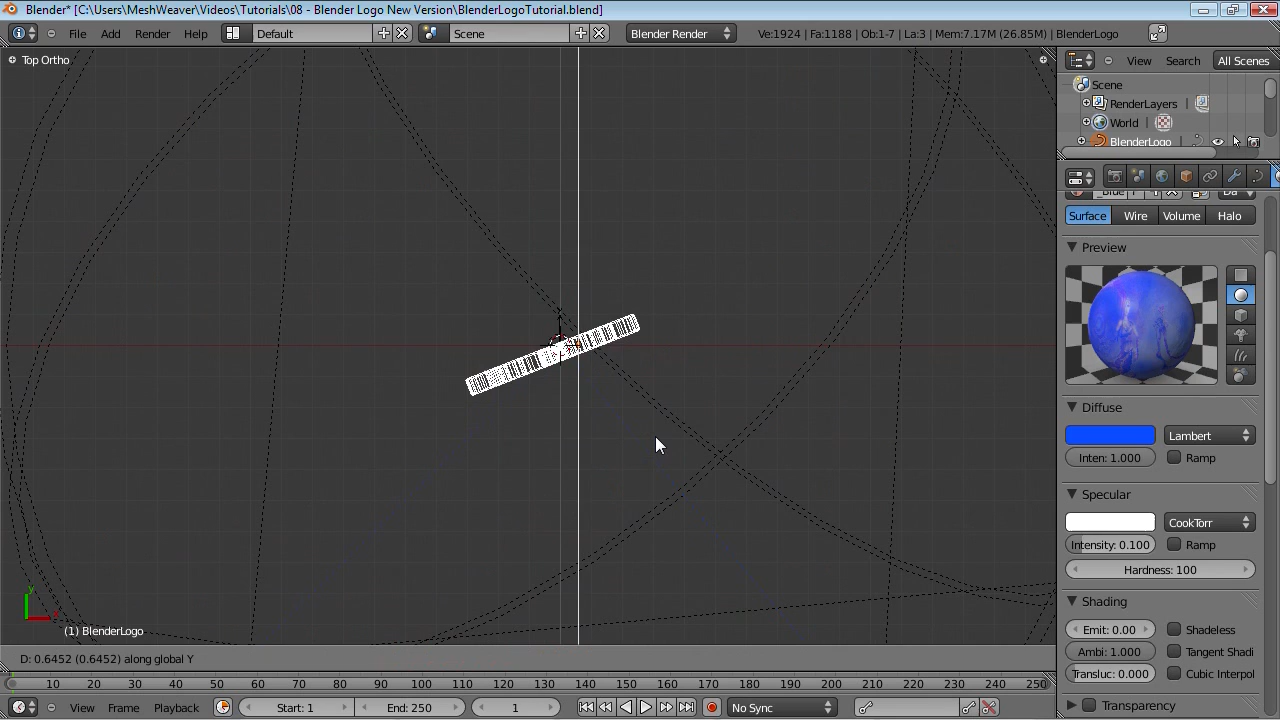 Blender* [C:\Users\MeshWeaver\Videos\Tutorials\08 - Blender Logo New Version\BlenderLogoTutorial.blend]
File Add Render Help Default Scene Blender Render Ve:1924 | Fa:1188 | Ob:1-7 | La:3 | Mem:7.17M (26.85M) | BlenderLogo
Top Ortho
View Search All Scenes
Scene
RenderLayers
World
BlenderLogo
Surface Wire Volume Halo
Preview
Diffuse
Lambert
Inten: 1.000 Ramp
Specular
CookTorr
Intensity: 0.100 Ramp
Hardness: 100
Shading
Emit: 0.00 Shadeless
Ambi: 1.000 Tangent Shadi
Transluc: 0.000 Cubic Interpol
Transparency
y
x
(1) BlenderLogo
D: 0.6452 (0.6452) along global Y
10 20 30 40 50 60 70 80 90 100 110 120 130 140 150 160 170 180 190 200 210 220 230 240 250
View Frame Playback Start: 1 End: 250 1 No Sync